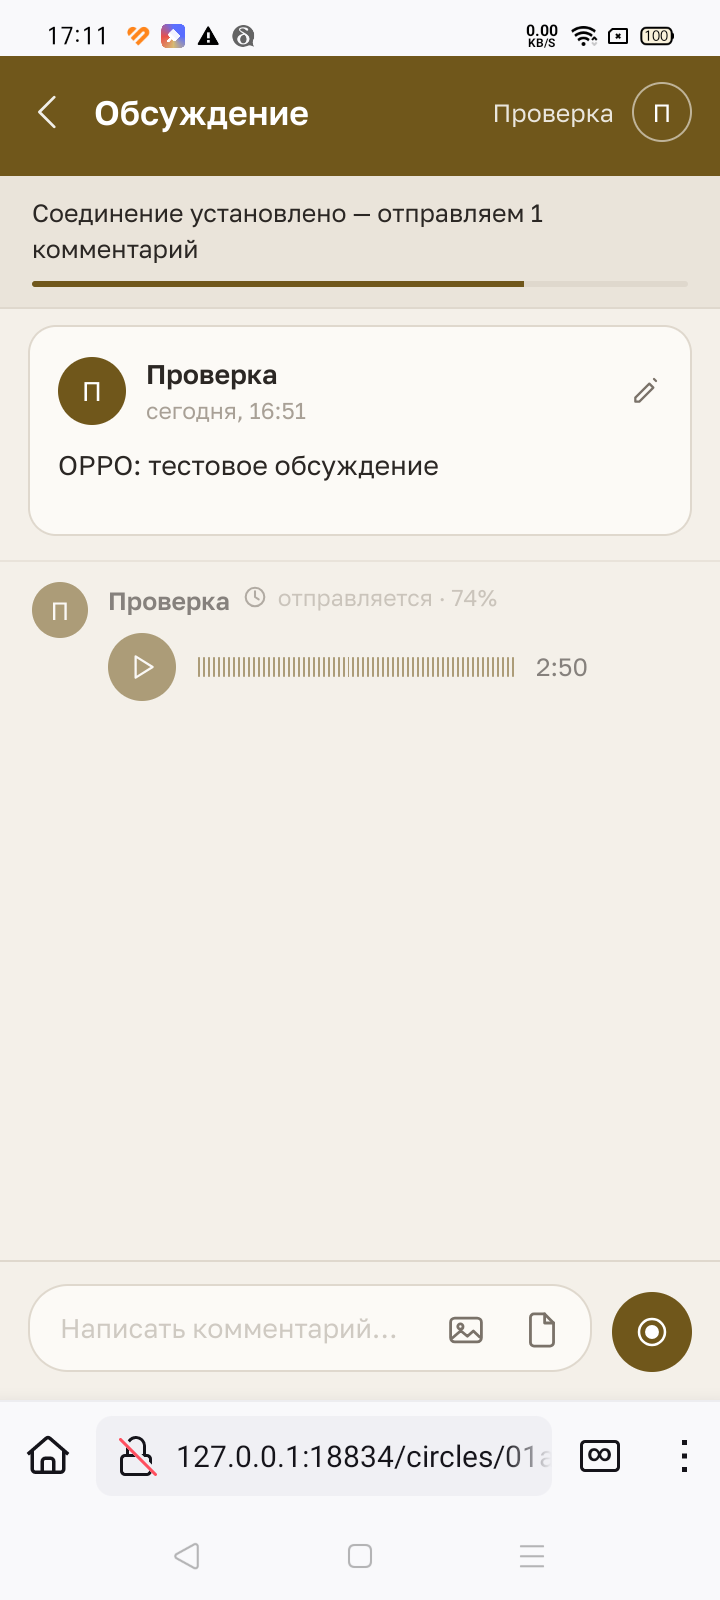 17:11
0.00
KB/S
100
Обсуждение
Проверка
П
Соединение установлено — отправляем 1
комментарий
П
Проверка
сегодня, 16:51
OPPO: тестовое обсуждение
П
Проверка
отправляется · 74%
2:50
Написать комментарий...
127.0.0.1:18834/circles/01a